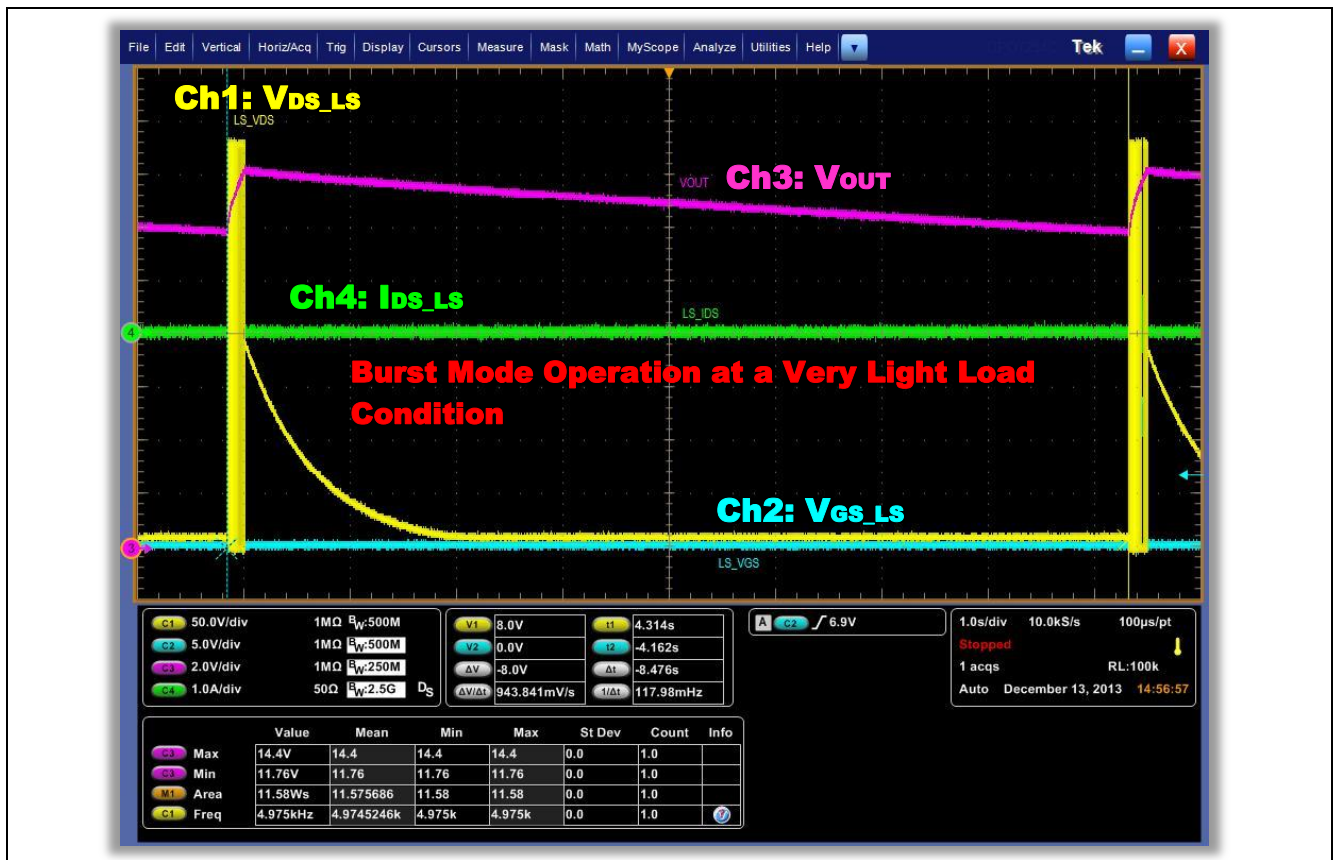 File Edit Vertical Horiz/Acq Trig Display Cursors Measure Mask Math MyScope Analyze Utilities Help Tek X
Ch1: VDS_LS
LS_VDS
VOUT Ch3: VOUT
Ch4: IDS_LS
LS_IDS
4
Burst Mode Operation at a Very Light Load
Condition
Ch2: VGS_LS
3
LS_VGS
C1 50.0V/div 1MΩ BW:500M
C2 5.0V/div 1MΩ BW:500M
C3 2.0V/div 1MΩ BW:250M
C4 1.0A/div 50Ω BW:2.5G DS
V1 8.0V t1 4.314s
V2 0.0V t2 -4.162s
ΔV -8.0V Δt -8.476s
ΔV/Δt 943.841mV/s 1/Δt 117.98mHz
A C2 6.9V
1.0s/div 10.0kS/s 100µs/pt
Stopped
1 acqs RL:100k
Auto December 13, 2013 14:56:57
Value Mean Min Max St Dev Count Info
C3 Max 14.4V 14.4 14.4 14.4 0.0 1.0
C3 Min 11.76V 11.76 11.76 11.76 0.0 1.0
M1 Area 11.58Ws 11.575686 11.58 11.58 0.0 1.0
C1 Freq 4.975kHz 4.9745246k 4.975k 4.975k 0.0 1.0